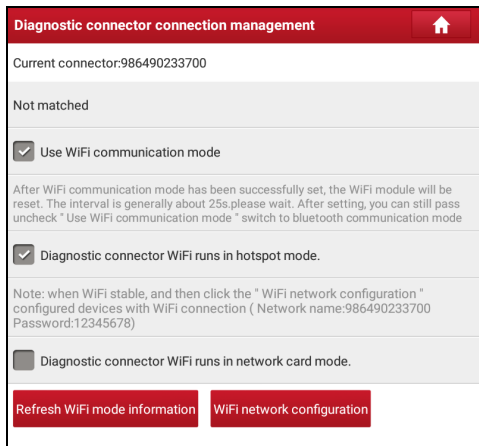 Diagnostic connector connection management
Current connector:986490233700
Not matched
Use WiFi communication mode
After WiFi communication mode has been successfully set, the WiFi module will be
reset. The interval is generally about 25s.please wait. After setting, you can still pass
uncheck " Use WiFi communication mode " switch to bluetooth communication mode
Diagnostic connector WiFi runs in hotspot mode.
Note: when WiFi stable, and then click the " WiFi network configuration "
configured devices with WiFi connection ( Network name:986490233700
Password:12345678)
Diagnostic connector WiFi runs in network card mode.
Refresh WiFi mode information
WiFi network configuration